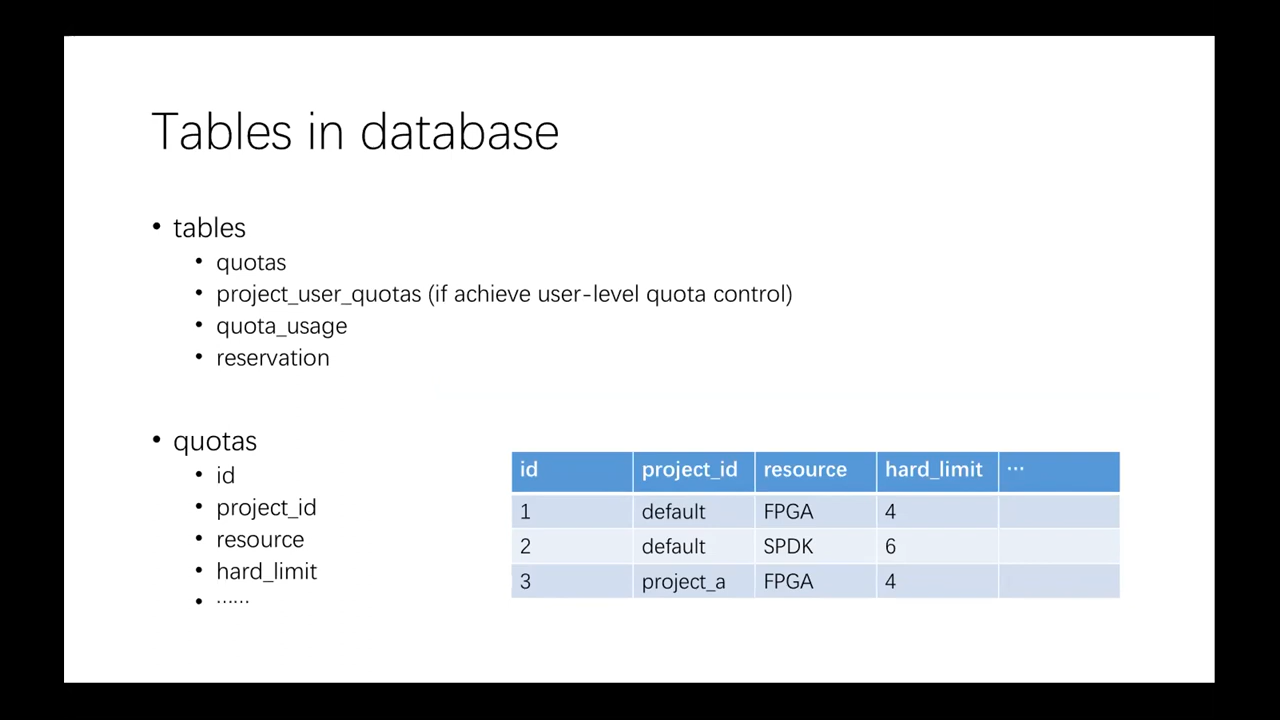 Tables in database
• tables
• quotas
• project_user_quotas (if achieve user-level quota control)
• quota_usage
• reservation
• quotas
• id
• project_id
• resource
• hard_limit
• ……
id project_id resource hard_limit …
1 default FPGA 4
2 default SPDK 6
3 project_a FPGA 4